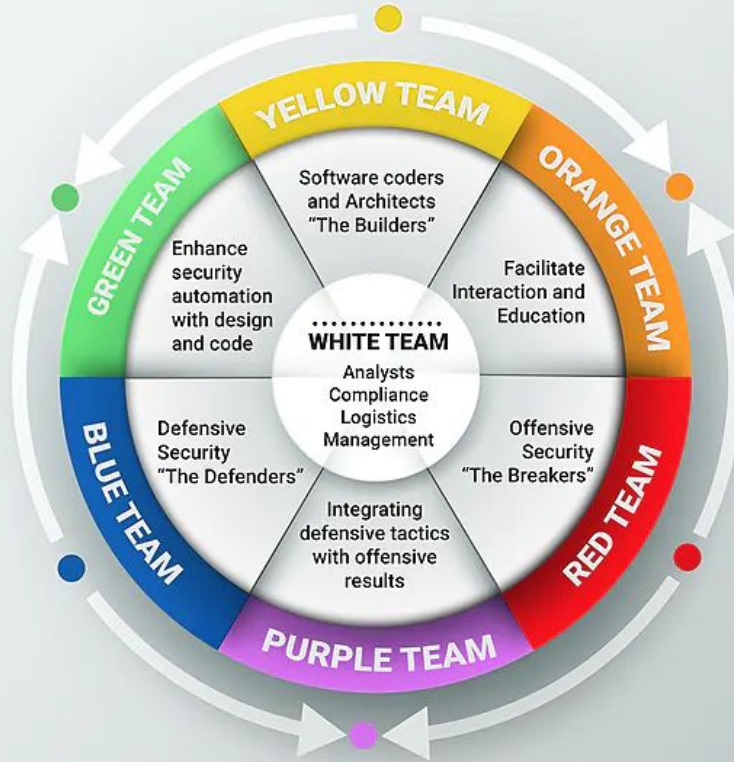 YELLOW TEAM
Software coders
and Architects
“The Builders”
ORANGE TEAM
Facilitate
Interaction and
Education
RED TEAM
Offensive
Security
“The Breakers”
PURPLE TEAM
Integrating
defensive tactics
with offensive
results
BLUE TEAM
Defensive
Security
“The Defenders”
GREEN TEAM
Enhance
security
automation
with design
and code
WHITE TEAM
Analysts
Compliance
Logistics
Management